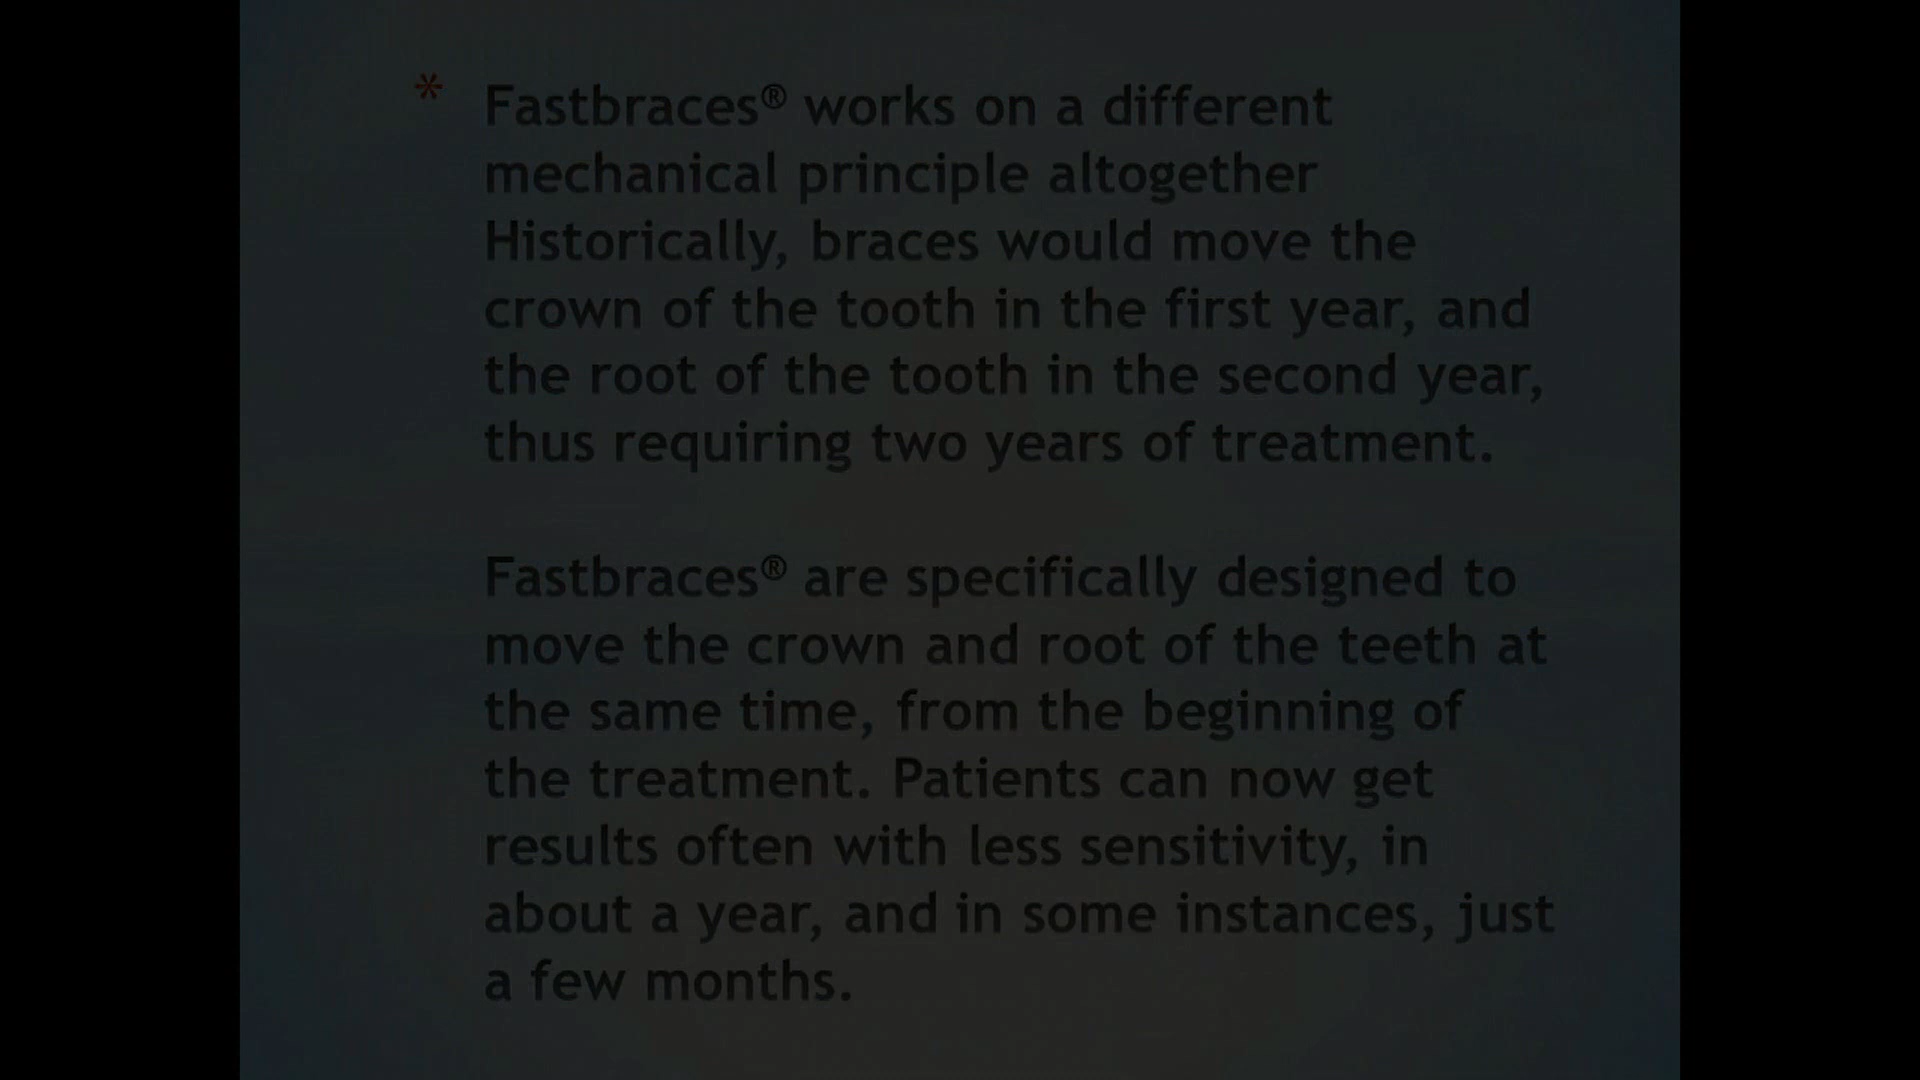 * Fastbraces® works on a different
mechanical principle altogether
Historically, braces would move the
crown of the tooth in the first year, and
the root of the tooth in the second year,
thus requiring two years of treatment.
Fastbraces® are specifically designed to
move the crown and root of the teeth at
the same time, from the beginning of
the treatment. Patients can now get
results often with less sensitivity, in
about a year, and in some instances, just
a few months.